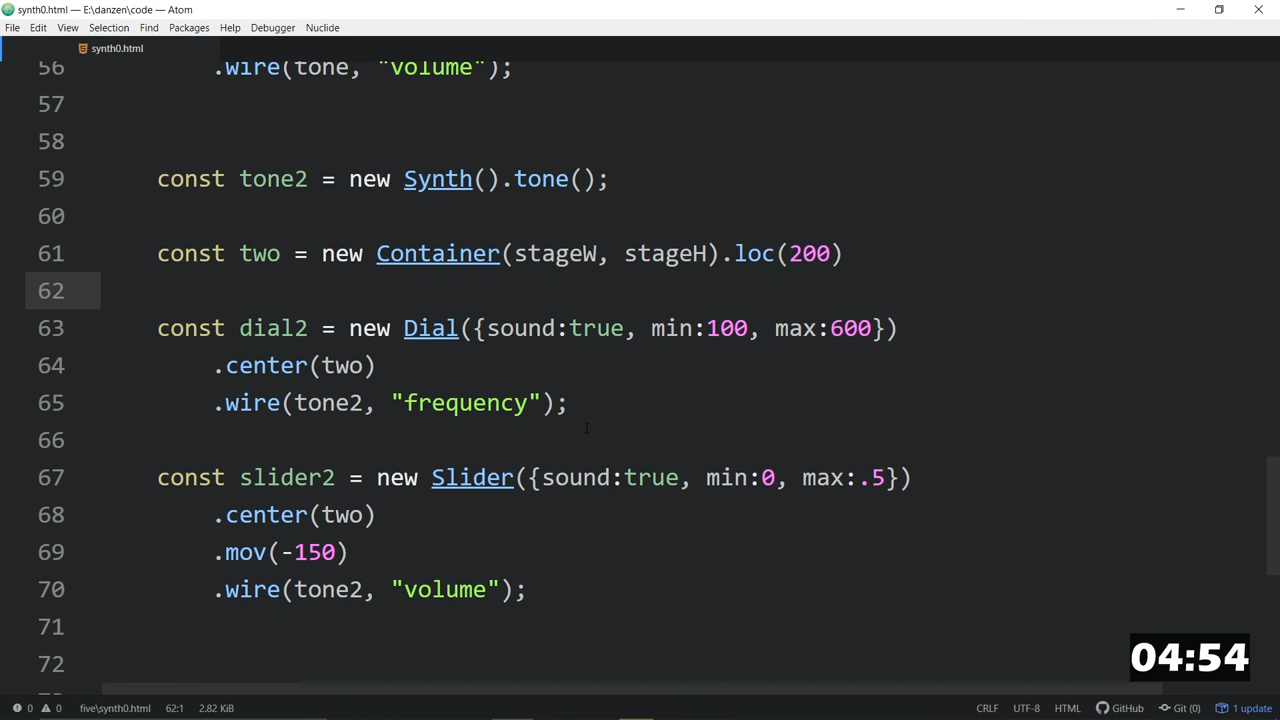 synth0.html — E:\danzen\code — Atom
File Edit View Selection Find Packages Help Debugger Nuclide
synth0.html
56 .wire(tone, "volume");
57
58
59 const tone2 = new Synth().tone();
60
61 const two = new Container(stageW, stageH).loc(200)
62
63 const dial2 = new Dial({sound:true, min:100, max:600})
64 .center(two)
65 .wire(tone2, "frequency");
66
67 const slider2 = new Slider({sound:true, min:0, max:.5})
68 .center(two)
69 .mov(-150)
70 .wire(tone2, "volume");
71
72
04:54
0 0 five\synth0.html 62:1 2.82 KiB CRLF UTF-8 HTML GitHub Git (0) 1 update